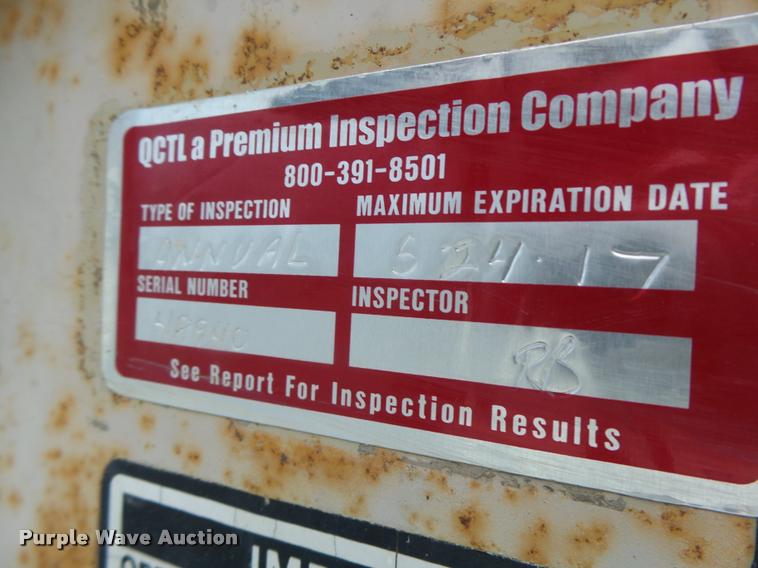 QCTL a Premium Inspection Company
800-391-8501
TYPE OF INSPECTION MAXIMUM EXPIRATION DATE
ANNUAL 5 24 · 17
SERIAL NUMBER INSPECTOR
RB
See Report For Inspection Results
Purple Wave Auction